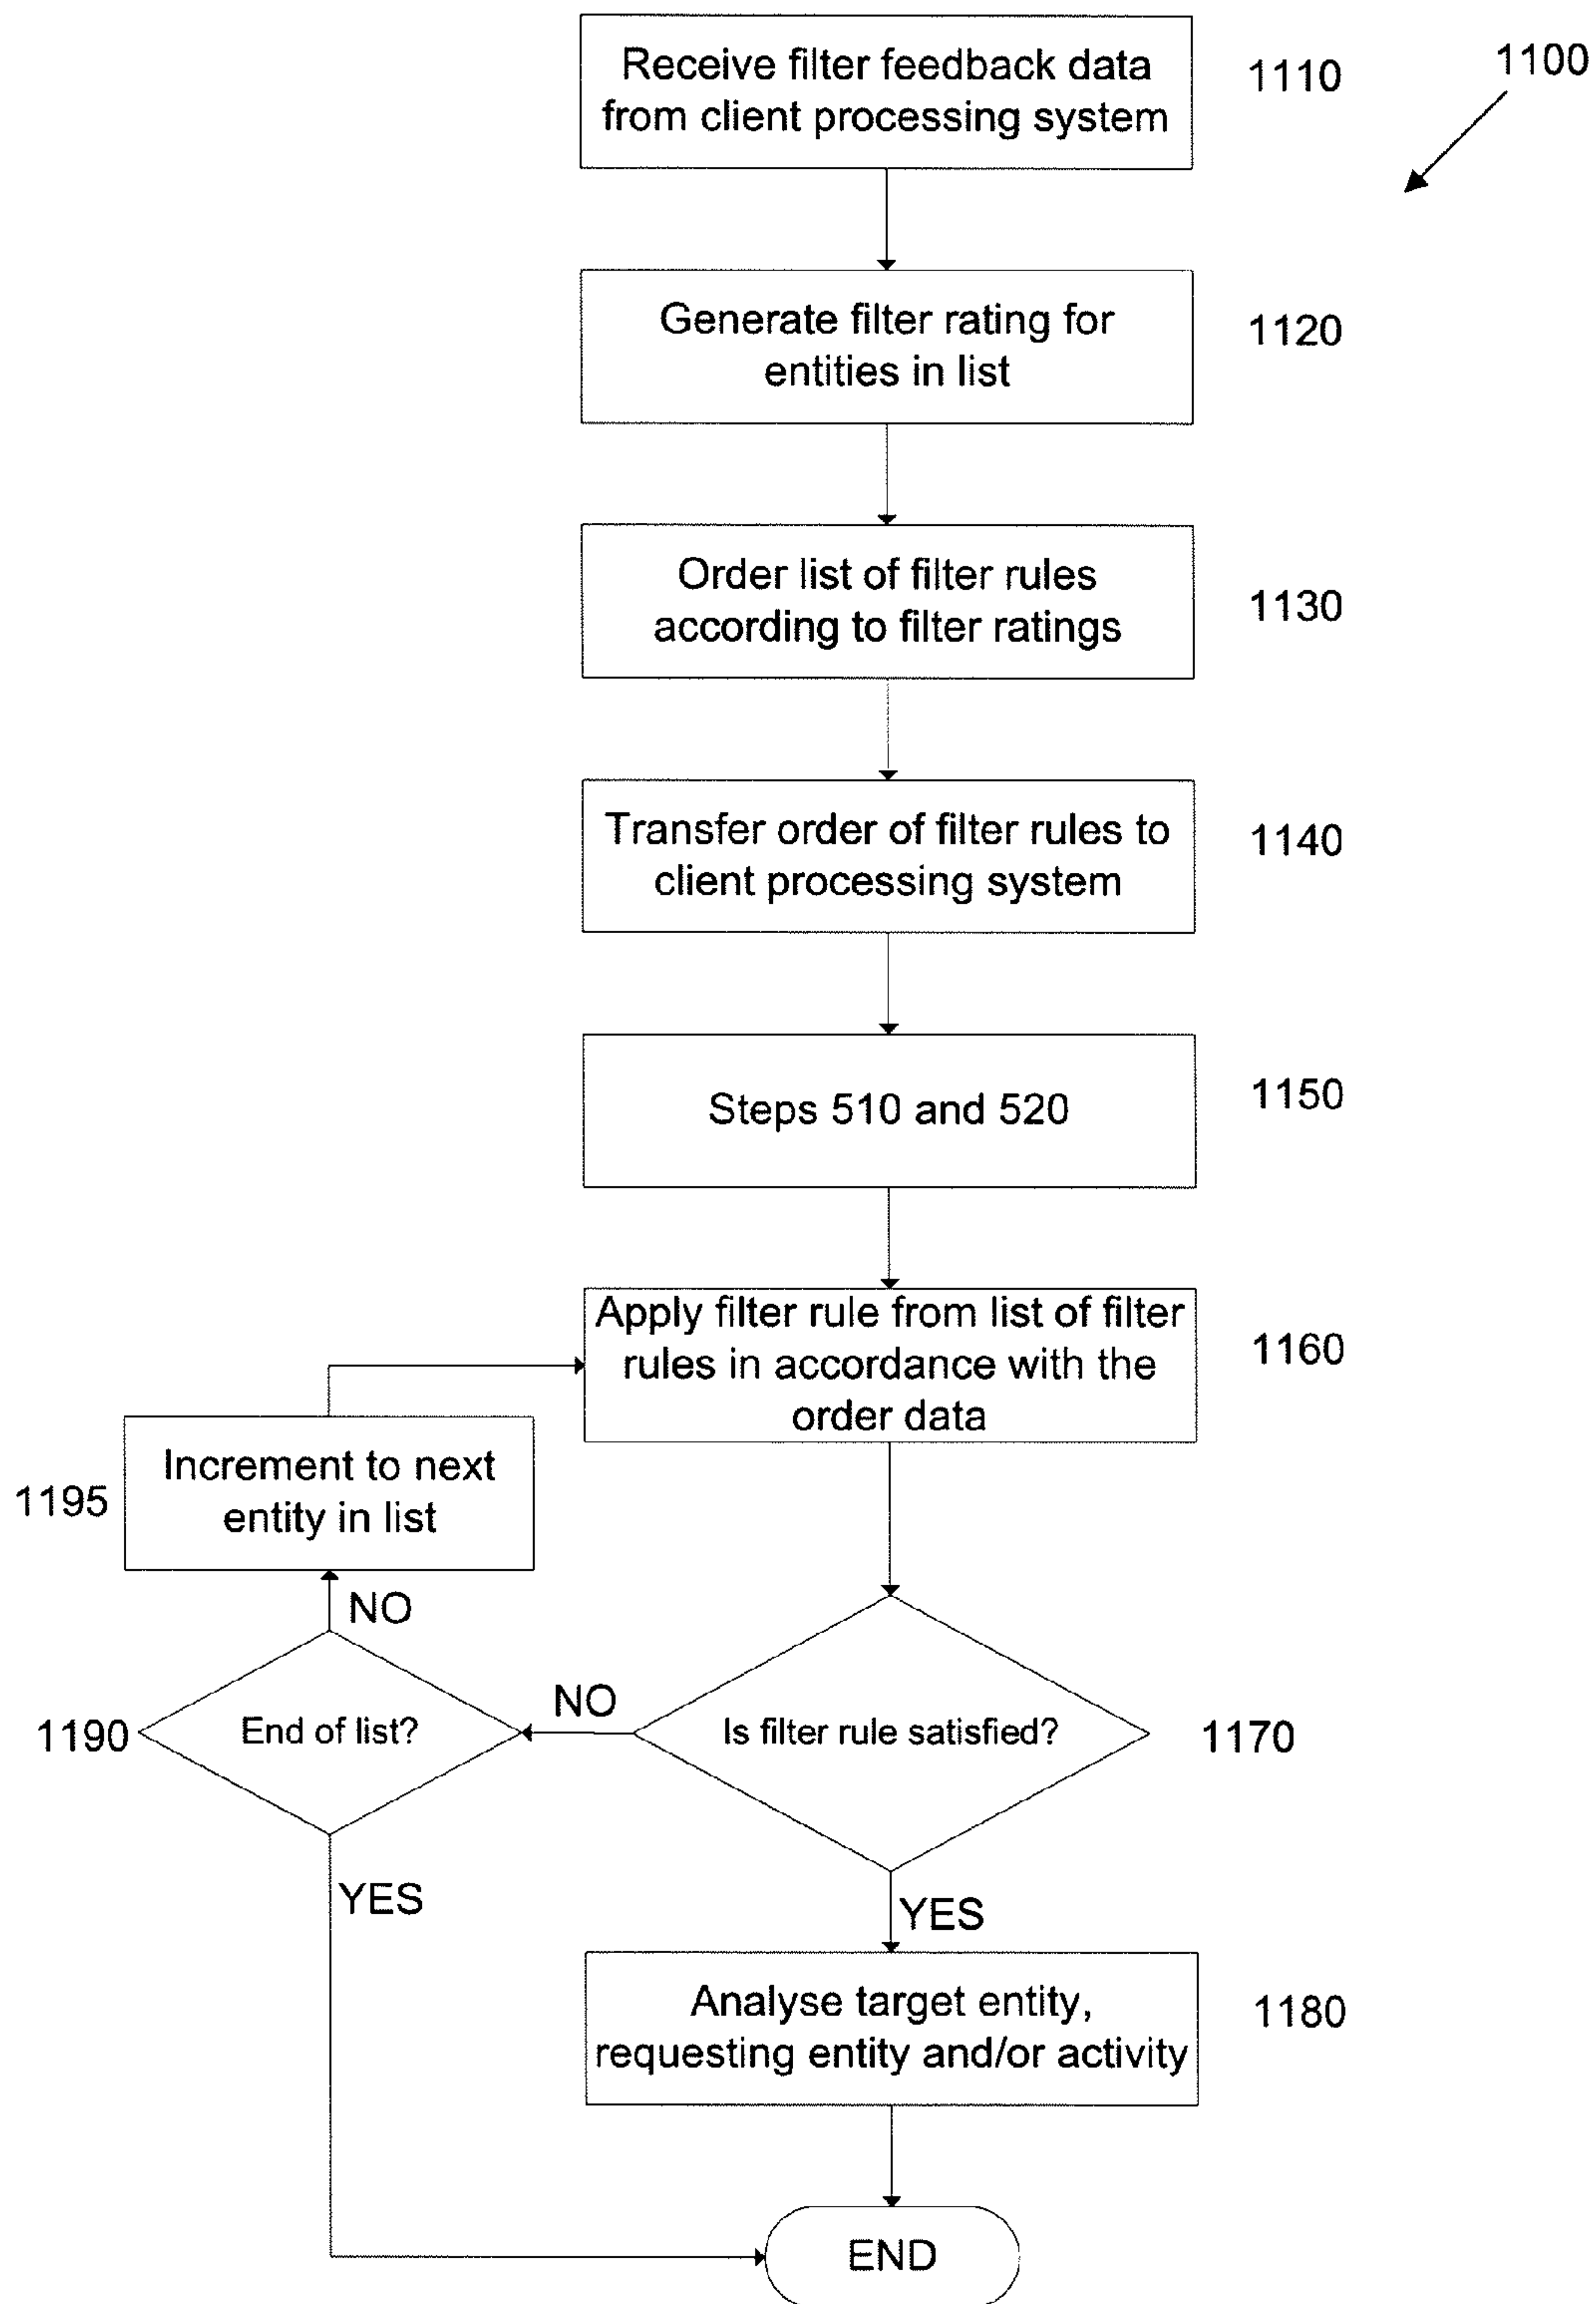 Receive filter feedback data
from client processing system
1110
1100
Generate filter rating for
entities in list
1120
Order list of filter rules
according to filter ratings
1130
Transfer order of filter rules to
client processing system
1140
Steps 510 and 520
1150
Apply filter rule from list of filter
rules in accordance with the
order data
1160
Increment to next
entity in list
1195
NO
End of list?
1190
NO
Is filter rule satisfied?
1170
YES
YES
Analyse target entity,
requesting entity and/or activity
1180
END